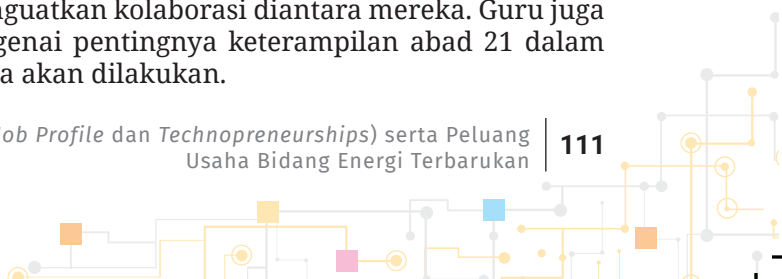 nguatkan kolaborasi diantara mereka. Guru juga
genai pentingnya keterampilan abad 21 dalam
a akan dilakukan.
ob Profile dan Technopreneurships) serta Peluang
Usaha Bidang Energi Terbarukan
111